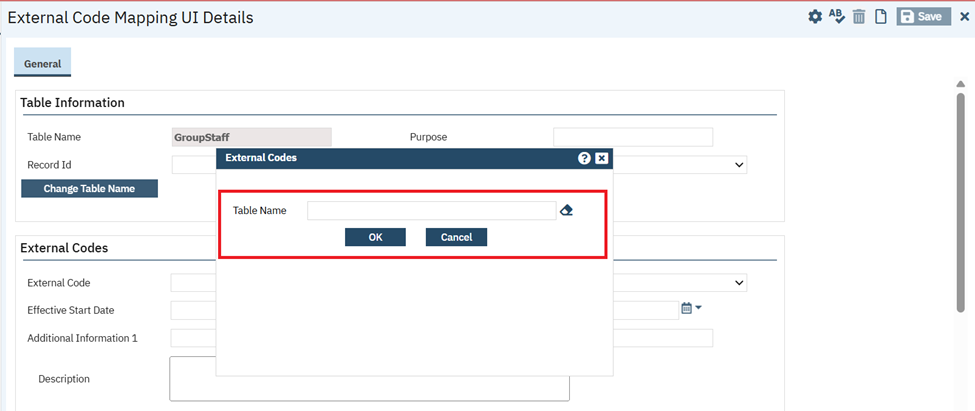 External Code Mapping UI Details
AB
Save
General
Table Information
Table Name GroupStaff Purpose
Record Id
Change Table Name
External Codes
?
Table Name
OK Cancel
External Codes
External Code
Effective Start Date
Additional Information 1
Description